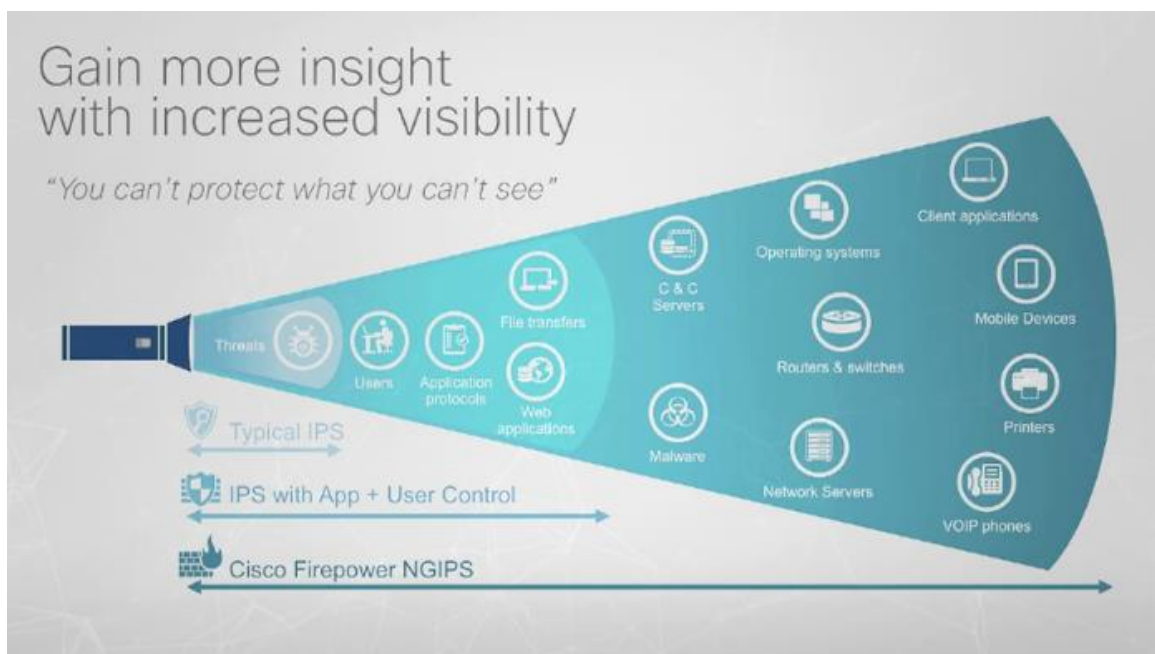 Gain more insight
with increased visibility
“You can't protect what you can't see”
Client applications
Operating systems
C & C
Servers
File transfers
Mobile Devices
Threats
Users
Application
protocols
Web
applications
Routers & switches
Printers
Malware
Network Servers
VOIP phones
Typical IPS
IPS with App + User Control
Cisco Firepower NGIPS